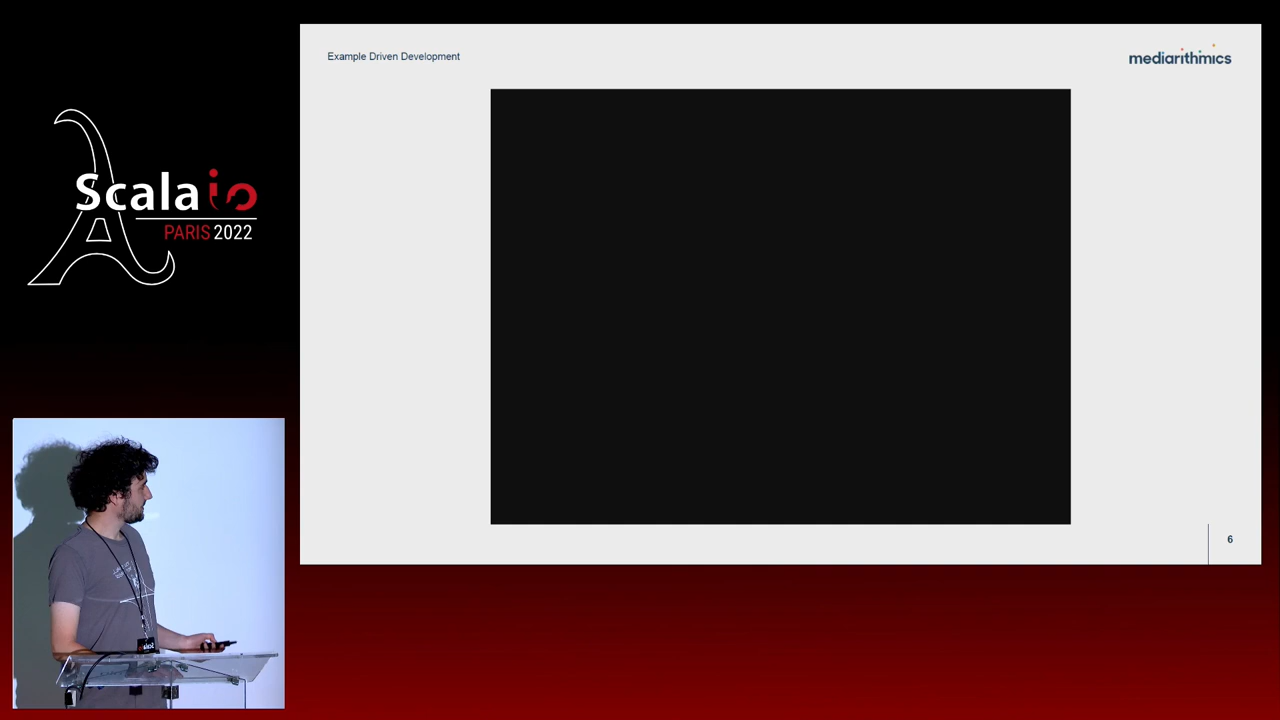 Example Driven Development
mediarithmics
Scala io
PARIS 2022
6